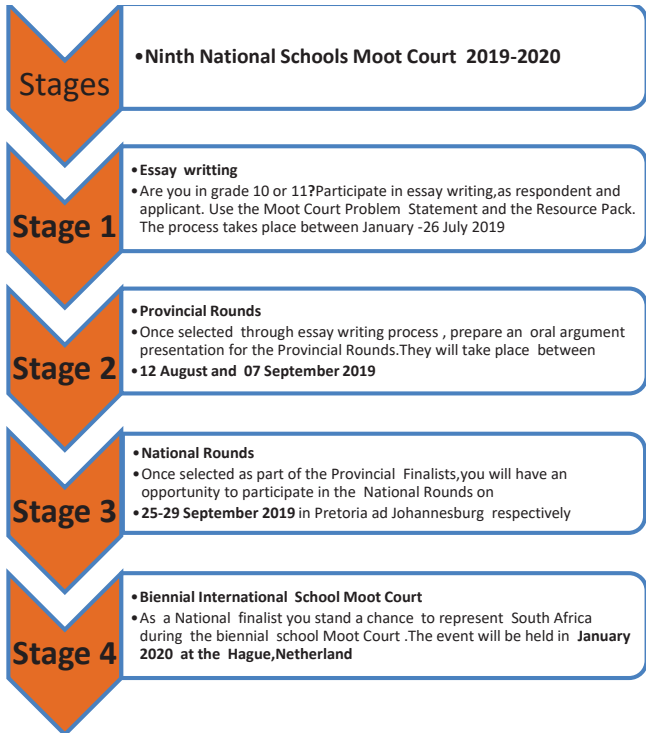 Stages
•Ninth National Schools Moot Court 2019-2020
Stage 1
•Essay writting
•Are you in grade 10 or 11?Participate in essay writing,as respondent and
applicant. Use the Moot Court Problem Statement and the Resource Pack.
The process takes place between January -26 July 2019
Stage 2
•Provincial Rounds
•Once selected through essay writing process , prepare an oral argument
presentation for the Provincial Rounds.They will take place between
•12 August and 07 September 2019
Stage 3
•National Rounds
•Once selected as part of the Provincial Finalists,you will have an
opportunity to participate in the National Rounds on
•25-29 September 2019 in Pretoria ad Johannesburg respectively
Stage 4
•Biennial International School Moot Court
•As a National finalist you stand a chance to represent South Africa
during the biennial school Moot Court .The event will be held in January
2020 at the Hague,Netherland